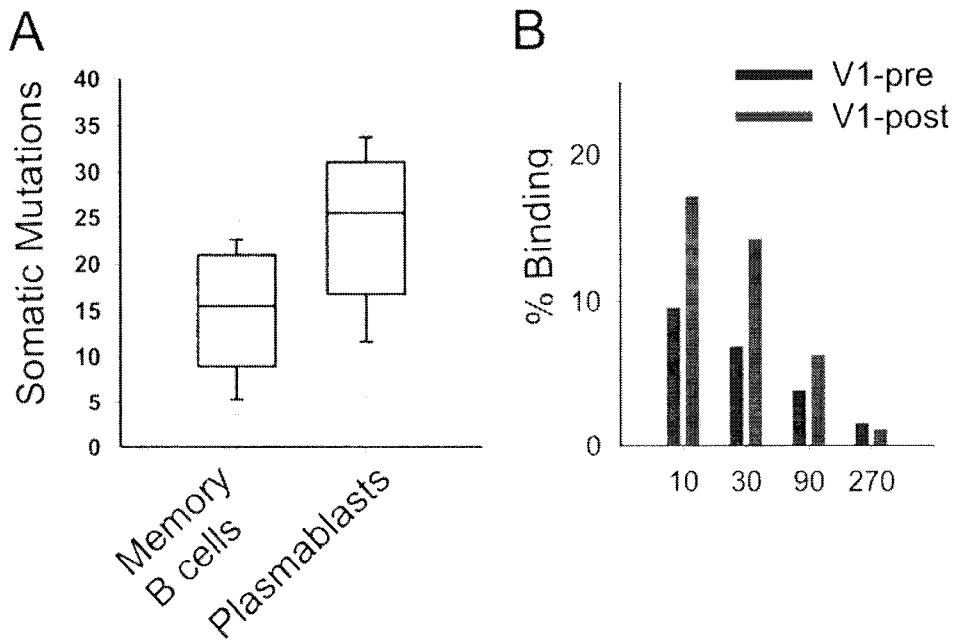 A
Somatic Mutations
40
35
30
25
20
15
10
5
0
Memory
B cells
Plasmablasts
B
V1-pre
V1-post
% Binding
20
10
0
10 30 90 270